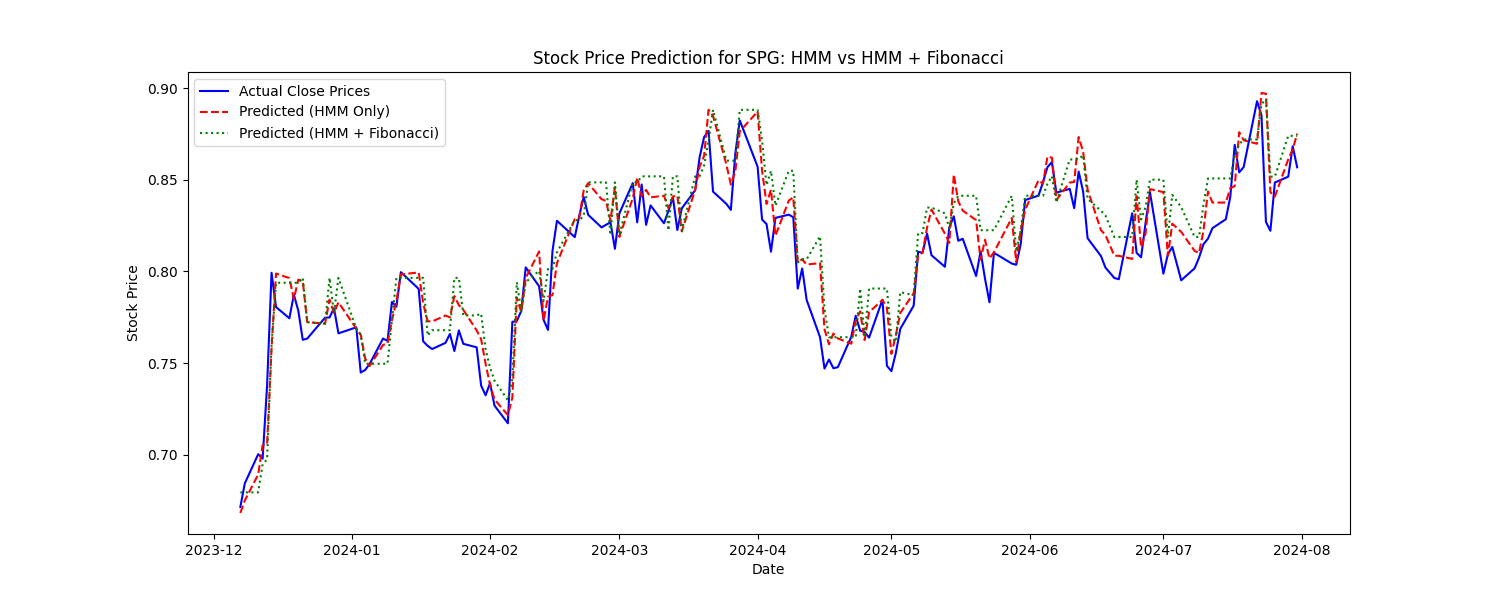 Stock Price Prediction for SPG: HMM vs HMM + Fibonacci
Actual Close Prices
Predicted (HMM Only)
Predicted (HMM + Fibonacci)
Stock Price
0.90
0.85
0.80
0.75
0.70
2023-12 2024-01 2024-02 2024-03 2024-04 2024-05 2024-06 2024-07 2024-08
Date